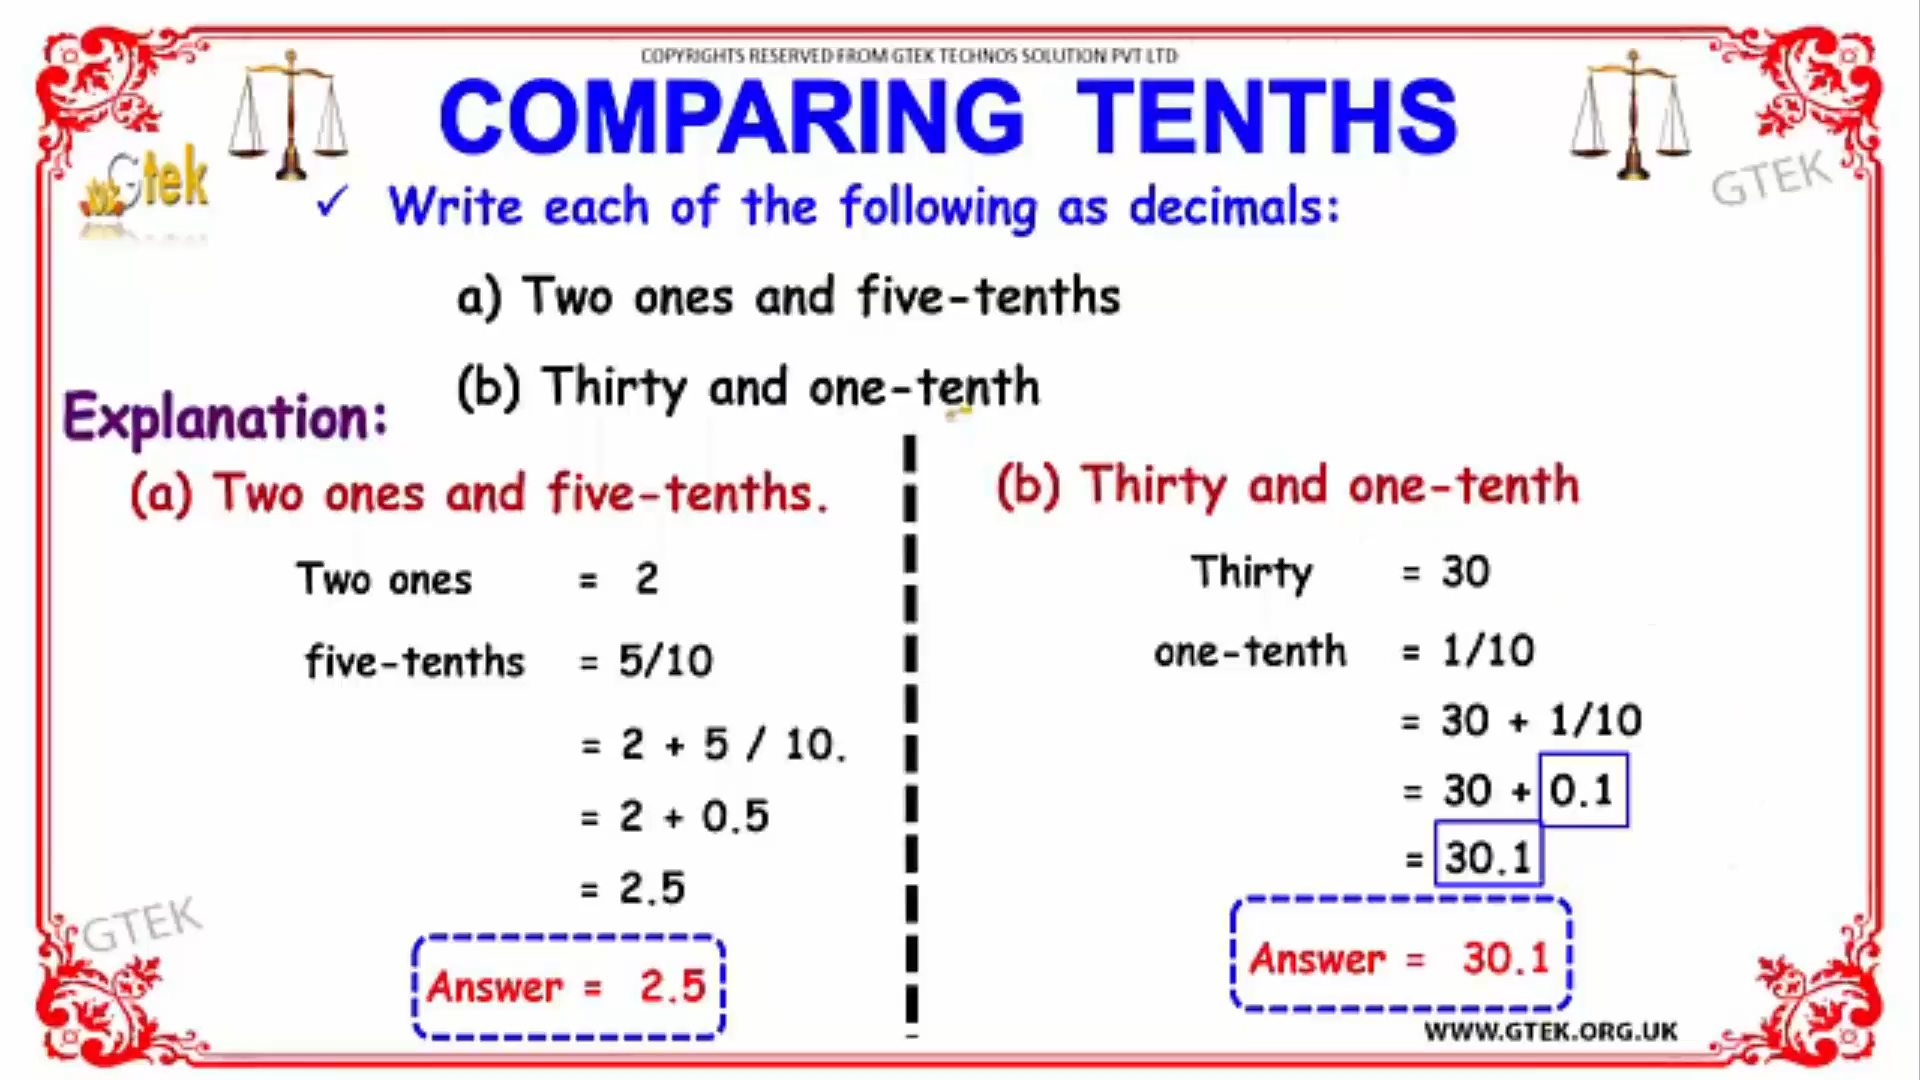 COPYRIGHTS RESERVED FROM GTEK TECHNOS SOLUTION PVT LTD
COMPARING TENTHS
Gtek
GTEK
✓ Write each of the following as decimals:
a) Two ones and five-tenths
(b) Thirty and one-tenth
Explanation:
(a) Two ones and five-tenths.
Two ones = 2
five-tenths = 5/10
= 2 + 5 / 10.
= 2 + 0.5
= 2.5
Answer = 2.5
(b) Thirty and one-tenth
Thirty = 30
one-tenth = 1/10
= 30 + 1/10
= 30 + 0.1
= 30.1
Answer = 30.1
GTEK
WWW.GTEK.ORG.UK